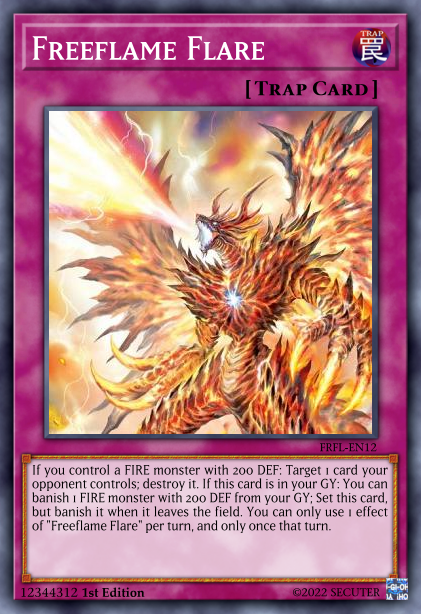 Freeflame Flare
TRAP
罠
[Trap Card]
FRFL-EN12
If you control a FIRE monster with 200 DEF: Target 1 card your
opponent controls; destroy it. If this card is in your GY: You can
banish 1 FIRE monster with 200 DEF from your GY; Set this card,
but banish it when it leaves the field. You can only use 1 effect
of "Freeflame Flare" per turn, and only once that turn.
12344312 1st Edition
©2022 SECUTER